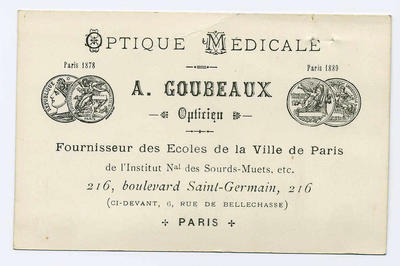 OPTIQUE MÉDICALE
Paris 1878
Paris 1889
A. GOUBEAUX
Opticien
Fournisseur des Ecoles de la Ville de Paris
de l'Institut Nal des Sourds-Muets, etc.
216, boulevard Saint-Germain, 216
(CI-DEVANT, 6, RUE DE BELLECHASSE)
PARIS